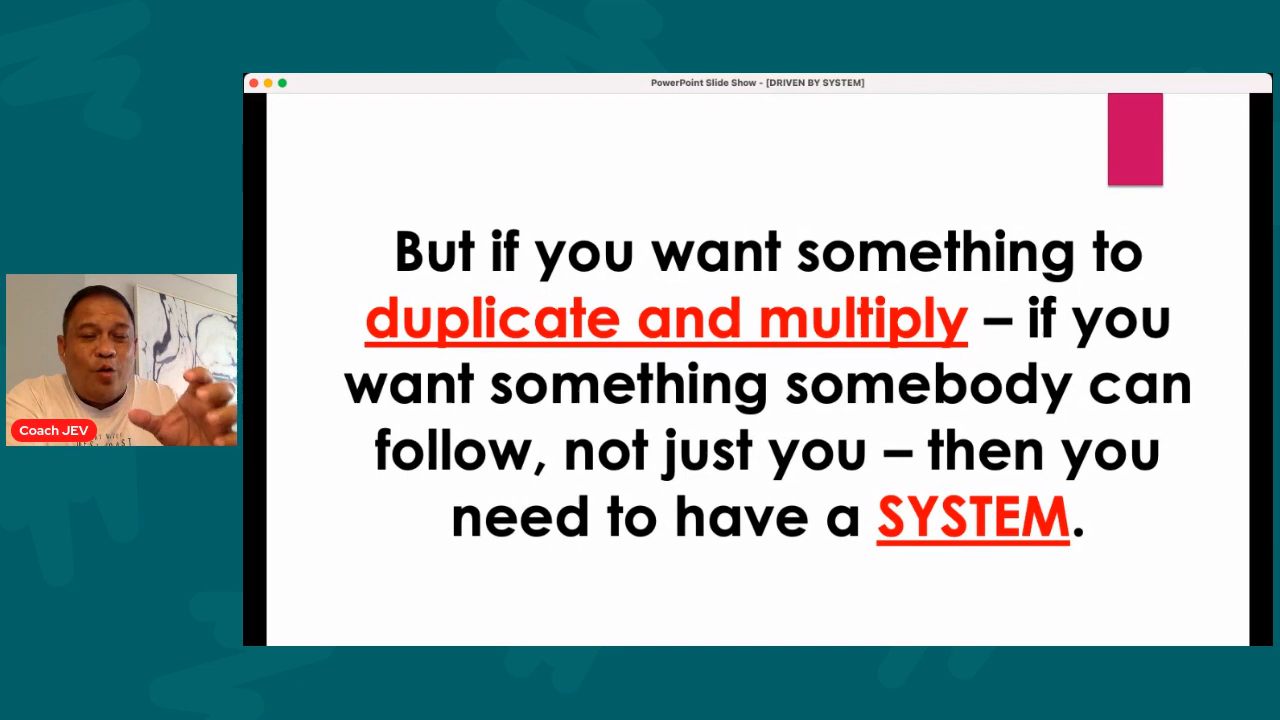 PowerPoint Slide Show - [DRIVEN BY SYSTEM]
But if you want something to
duplicate and multiply – if you
want something somebody can
follow, not just you – then you
need to have a SYSTEM.
Coach JEV